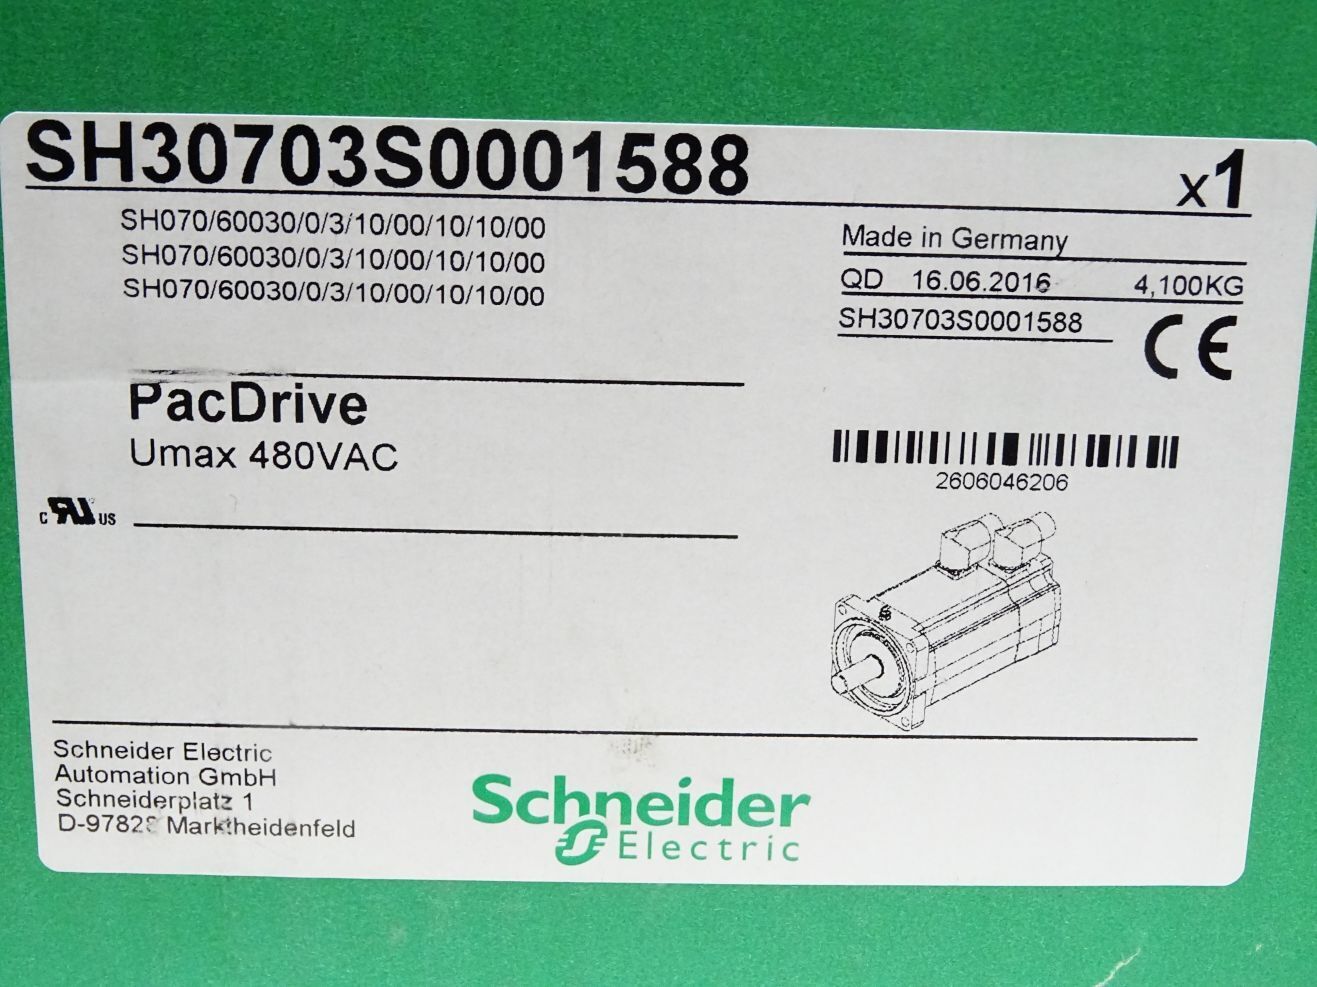 SH30703S0001588
x1
SH070/60030/0/3/10/00/10/10/00
SH070/60030/0/3/10/00/10/10/00
SH070/60030/0/3/10/00/10/10/00
Made in Germany
QD 16.06.2016 4,100KG
SH30703S0001588
CE
PacDrive
Umax 480VAC
2606046206
c RU US
Schneider Electric
Automation GmbH
Schneiderplatz 1
Marktheidenfeld
Schneider
Electric